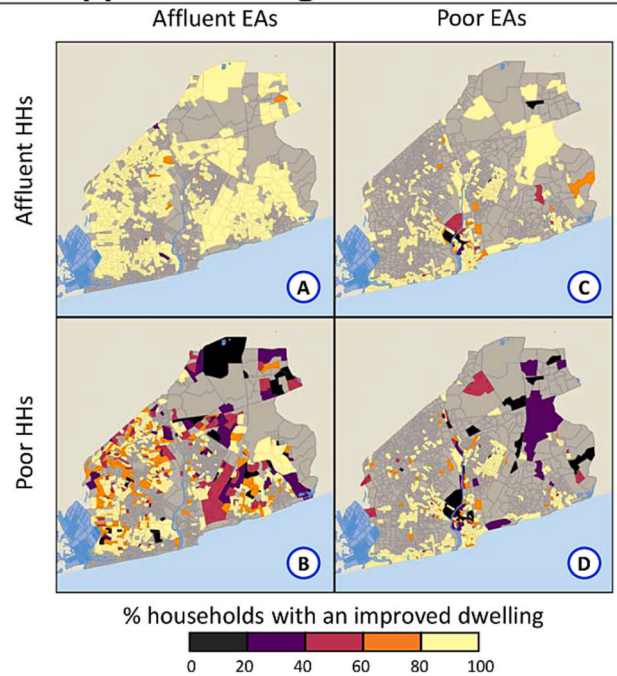 Affluent EAs
Poor EAs
Affluent HHs
A
C
Poor HHs
B
D
% households with an improved dwelling
0 20 40 60 80 100